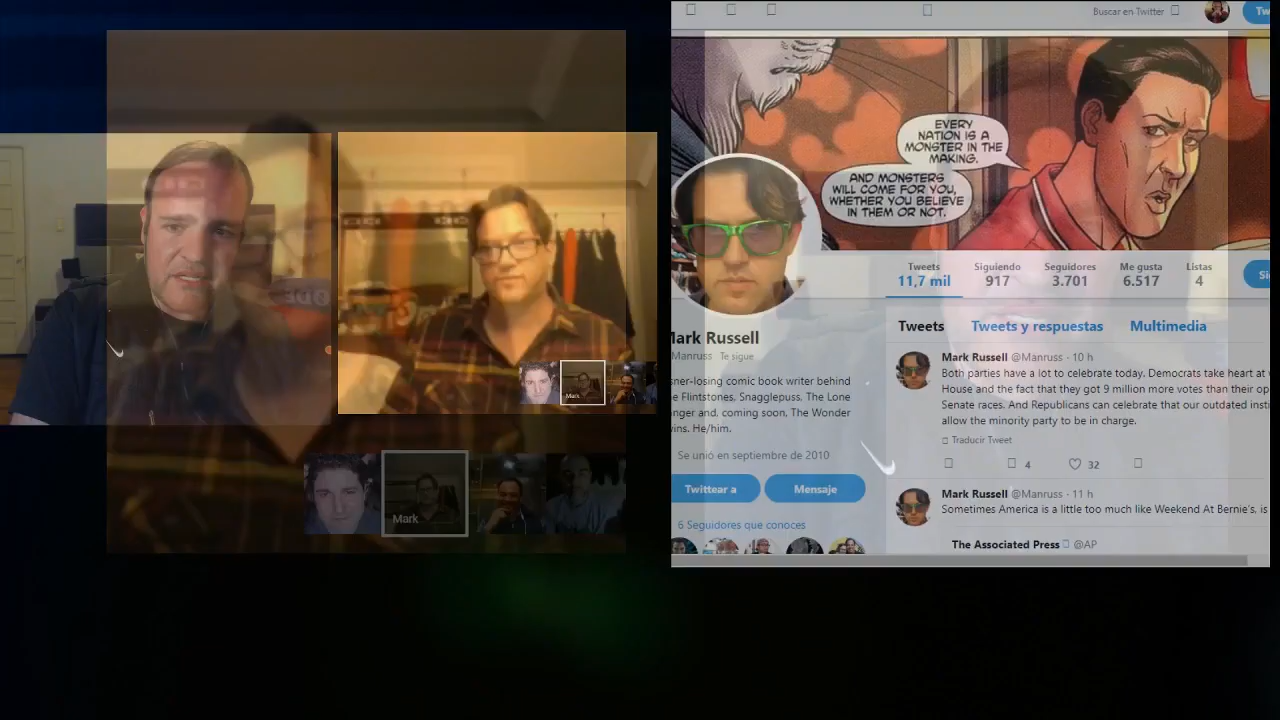 Buscar en Twitter
Tw
EVERY
NATION IS A
MONSTER IN THE
MAKING.
AND MONSTERS
WILL COME FOR YOU,
WHETHER YOU BELIEVE
IN THEM OR NOT.
Tweets
11,7 mil
Siguiendo
917
Seguidores
3.701
Me gusta
6.517
Listas
4
Mark Russell
Manruss Te sigue
sner-losing comic book writer behind
e Flintstones, Snagglepuss, The Lone
nger and, coming soon, The Wonder
vins. He/him.
Se unió en septiembre de 2010
Twittear a
Mensaje
6 Seguidores que conoces
Tweets
Tweets y respuestas
Multimedia
Mark Russell @Manruss · 10 h
Both parties have a lot to celebrate today. Democrats take heart at
House and the fact that they got 9 million more votes than their op
Senate races. And Republicans can celebrate that our outdated insti
allow the minority party to be in charge.
Traducir Tweet
4
32
Mark Russell @Manruss · 11 h
Sometimes America is a little too much like Weekend At Bernie's, is
The Associated Press @AP
Mark
Mark